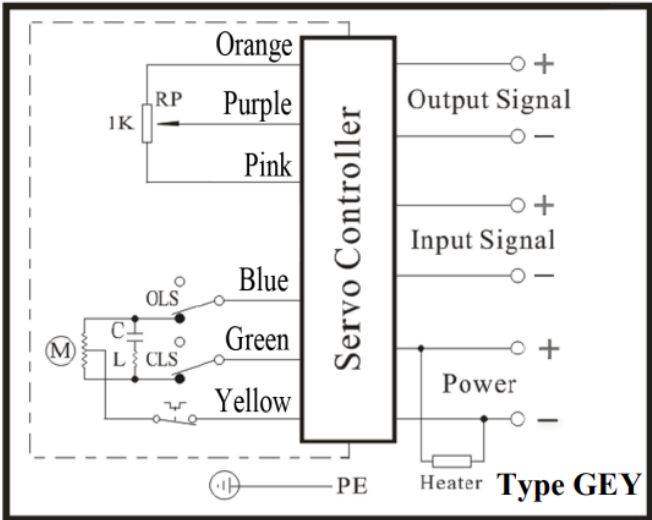 Orange
RP
1K
Purple
Pink
Servo Controller
+
Output Signal
−
+
Input Signal
−
Blue
OLS
C
M
L
CLS
Green
Yellow
+
Power
−
PE
Heater
Type GEY